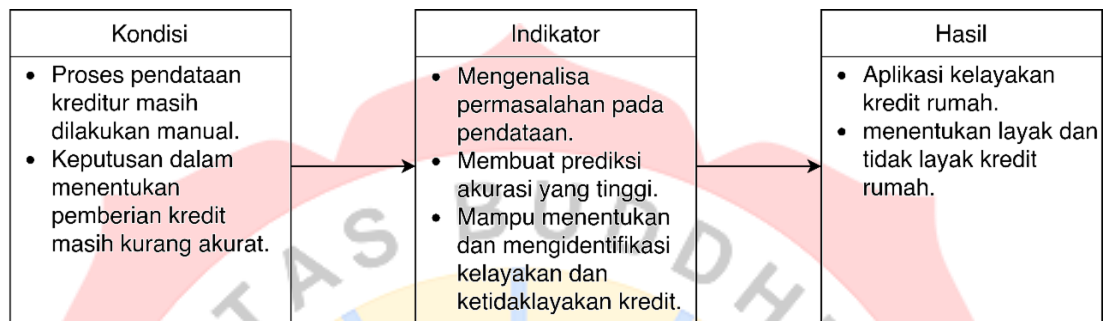 Kondisi
• Proses pendataan
kreditur masih
dilakukan manual.
• Keputusan dalam
menentukan
pemberian kredit
masih kurang akurat.
Indikator
• Mengenalisa
permasalahan pada
pendataan.
• Membuat prediksi
akurasi yang tinggi.
• Mampu menentukan
dan mengidentifikasi
kelayakan dan
ketidaklayakan kredit.
Hasil
• Aplikasi kelayakan
kredit rumah.
• menentukan layak dan
tidak layak kredit
rumah.
TAS BUDDH